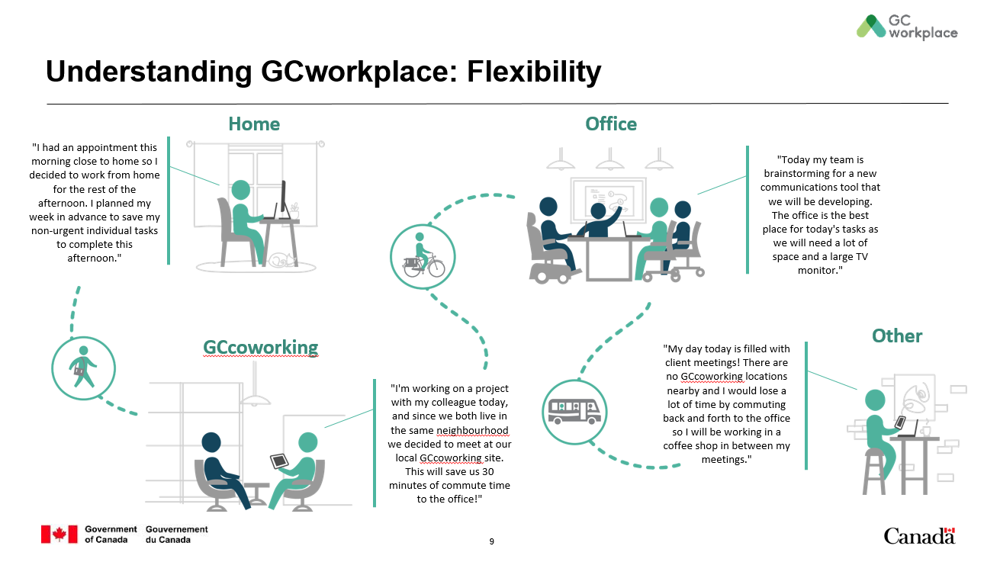 GC
workplace
Understanding GCworkplace: Flexibility
Home
"I had an appointment this
morning close to home so I
decided to work from home
for the rest of the
afternoon. I planned my
week in advance to save my
non-urgent individual tasks
to complete this
afternoon."
Office
"Today my team is
brainstorming for a new
communications tool that
we will be developing.
The office is the best
place for today's tasks as
we will need a lot of
space and a large TV
monitor."
GCcoworking
"I'm working on a project
with my colleague today,
and since we both live in
the same neighbourhood
we decided to meet at our
local GCcoworking site.
This will save us 30
minutes of commute time
to the office!"
Other
"My day today is filled with
client meetings! There are
no GCcoworking locations
nearby and I would lose a
lot of time by commuting
back and forth to the office
so I will be working in a
coffee shop in between my
meetings."
Government
of Canada
Gouvernement
du Canada
9
Canada